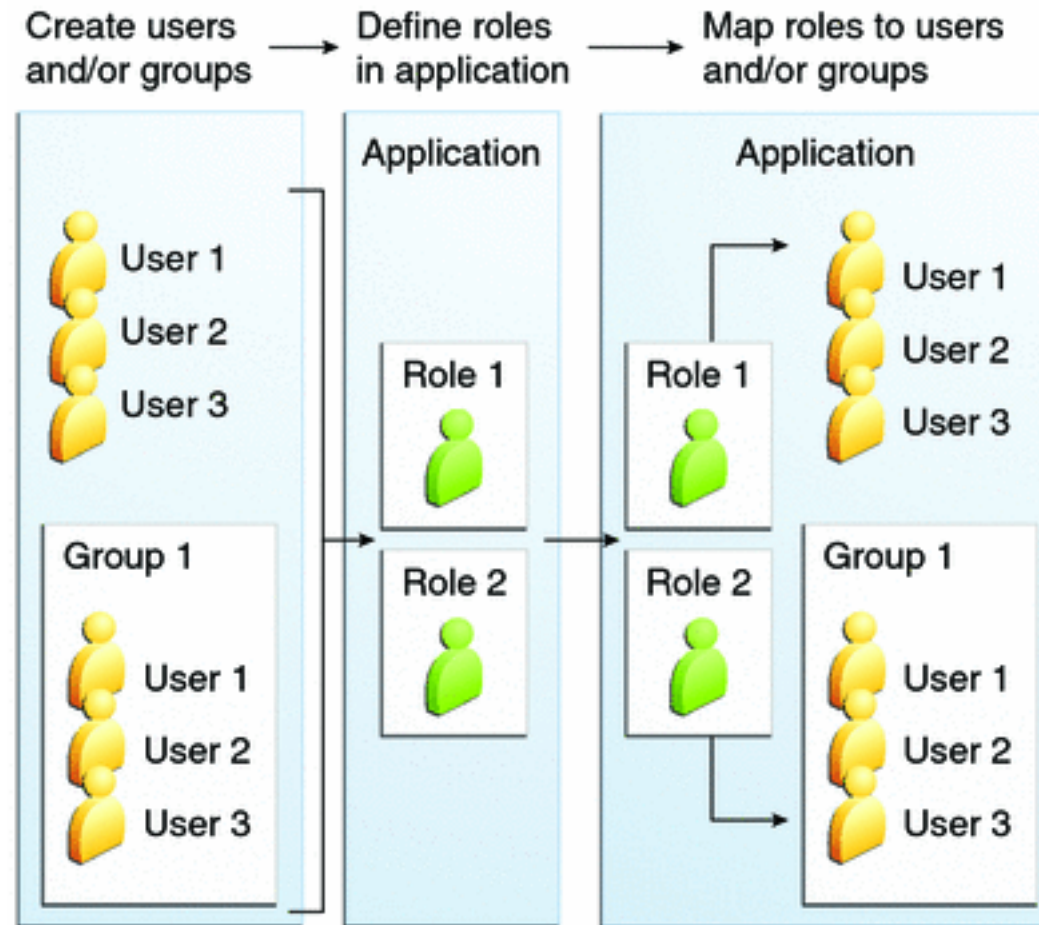 Create users
and/or groups
Define roles
in application
Map roles to users
and/or groups
User 1
User 2
User 3
Group 1
User 1
User 2
User 3
Application
Role 1
Role 2
Application
Role 1
Role 2
User 1
User 2
User 3
Group 1
User 1
User 2
User 3